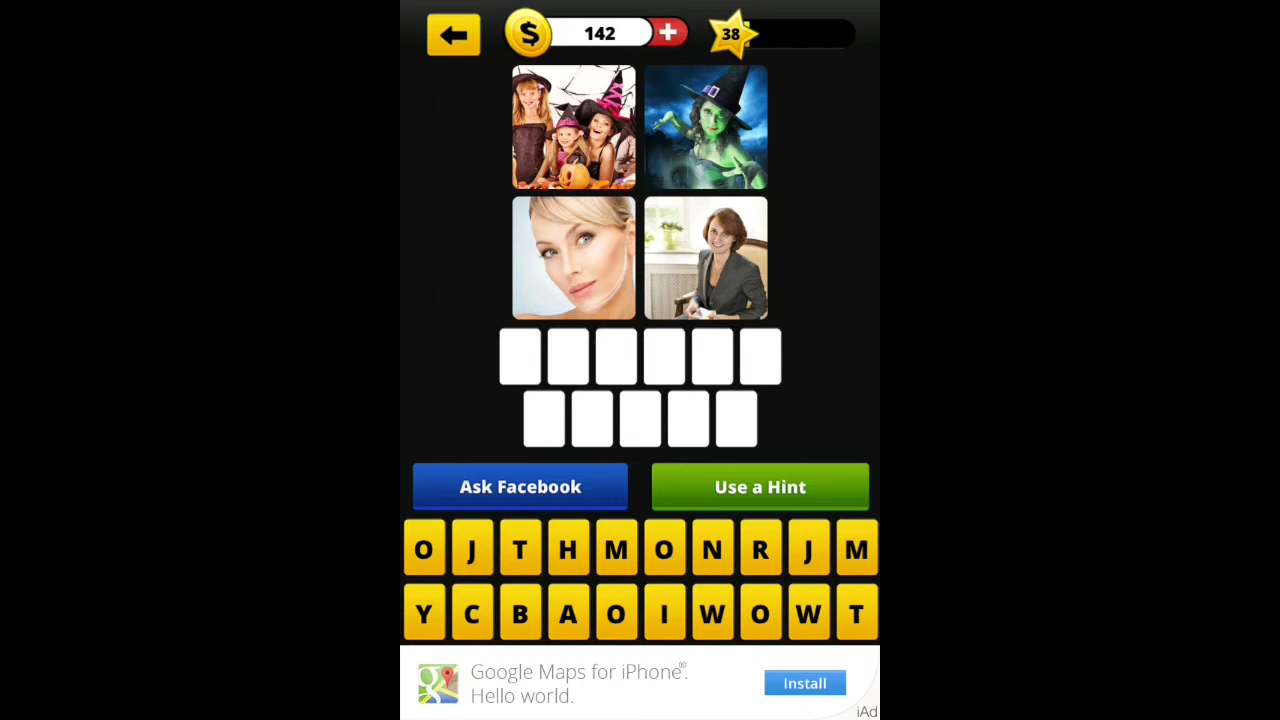 142
38
Ask Facebook
Use a Hint
O J T H M O N R J M
Y C B A O I W O W T
Google Maps for iPhone®.
Hello world.
Install
iAd